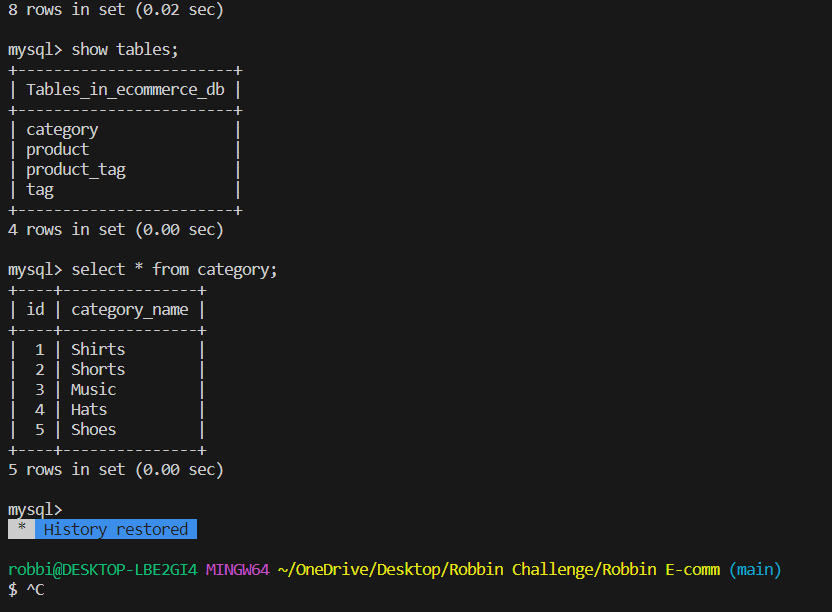 8 rows in set (0.02 sec)
mysql> show tables;
+------------------------+
| Tables_in_ecommerce_db |
+------------------------+
| category               |
| product                |
| product_tag            |
| tag                    |
+------------------------+
4 rows in set (0.00 sec)
mysql> select * from category;
+----+---------------+
| id | category_name |
+----+---------------+
|  1 | Shirts        |
|  2 | Shorts        |
|  3 | Music         |
|  4 | Hats          |
|  5 | Shoes         |
+----+---------------+
5 rows in set (0.00 sec)
mysql>
 *  History restored
robbi@DESKTOP-LBE2GI4 MINGW64 ~/OneDrive/Desktop/Robbin Challenge/Robbin E-comm (main)
$ ^C